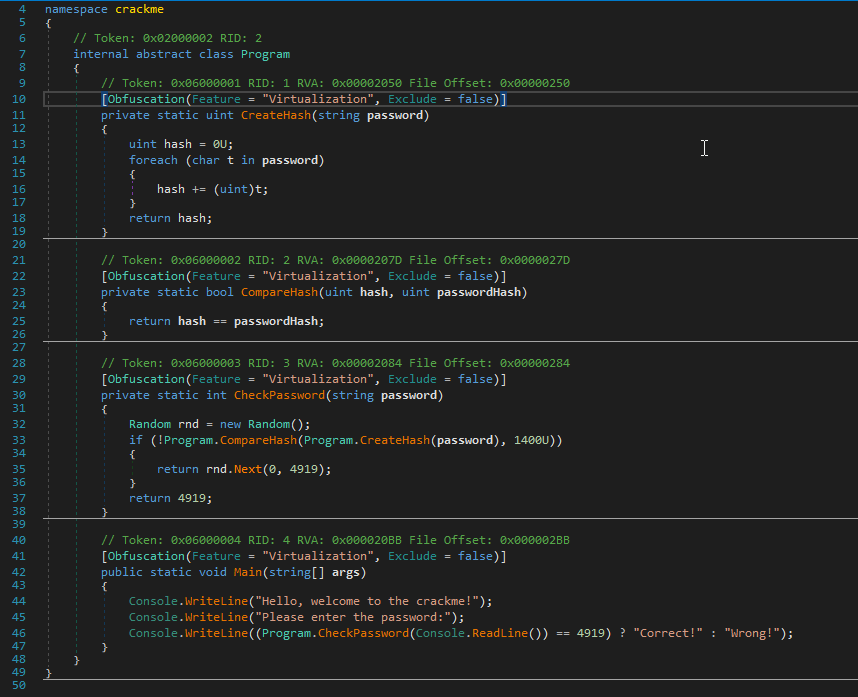 4 namespace crackme
5 {
6     // Token: 0x02000002 RID: 2
7     internal abstract class Program
8     {
9         // Token: 0x06000001 RID: 1 RVA: 0x00002050 File Offset: 0x00000250
10         [Obfuscation(Feature = "Virtualization", Exclude = false)]
11         private static uint CreateHash(string password)
12         {
13             uint hash = 0U;
14             foreach (char t in password)
15             {
16                 hash += (uint)t;
17             }
18             return hash;
19         }
20
21         // Token: 0x06000002 RID: 2 RVA: 0x0000207D File Offset: 0x0000027D
22         [Obfuscation(Feature = "Virtualization", Exclude = false)]
23         private static bool CompareHash(uint hash, uint passwordHash)
24         {
25             return hash == passwordHash;
26         }
27
28         // Token: 0x06000003 RID: 3 RVA: 0x00002084 File Offset: 0x00000284
29         [Obfuscation(Feature = "Virtualization", Exclude = false)]
30         private static int CheckPassword(string password)
31         {
32             Random rnd = new Random();
33             if (!Program.CompareHash(Program.CreateHash(password), 1400U))
34             {
35                 return rnd.Next(0, 4919);
36             }
37             return 4919;
38         }
39
40         // Token: 0x06000004 RID: 4 RVA: 0x000020BB File Offset: 0x000002BB
41         [Obfuscation(Feature = "Virtualization", Exclude = false)]
42         public static void Main(string[] args)
43         {
44             Console.WriteLine("Hello, welcome to the crackme!");
45             Console.WriteLine("Please enter the password:");
46             Console.WriteLine((Program.CheckPassword(Console.ReadLine()) == 4919) ? "Correct!" : "Wrong!");
47         }
48     }
49 }
50